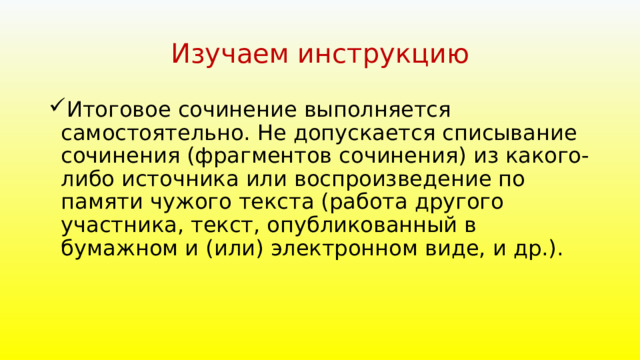 Изучаем инструкцию
✓Итоговое сочинение выполняется
самостоятельно. Не допускается списывание
сочинения (фрагментов сочинения) из какого-
либо источника или воспроизведение по
памяти чужого текста (работа другого
участника, текст, опубликованный в
бумажном и (или) электронном виде, и др.).